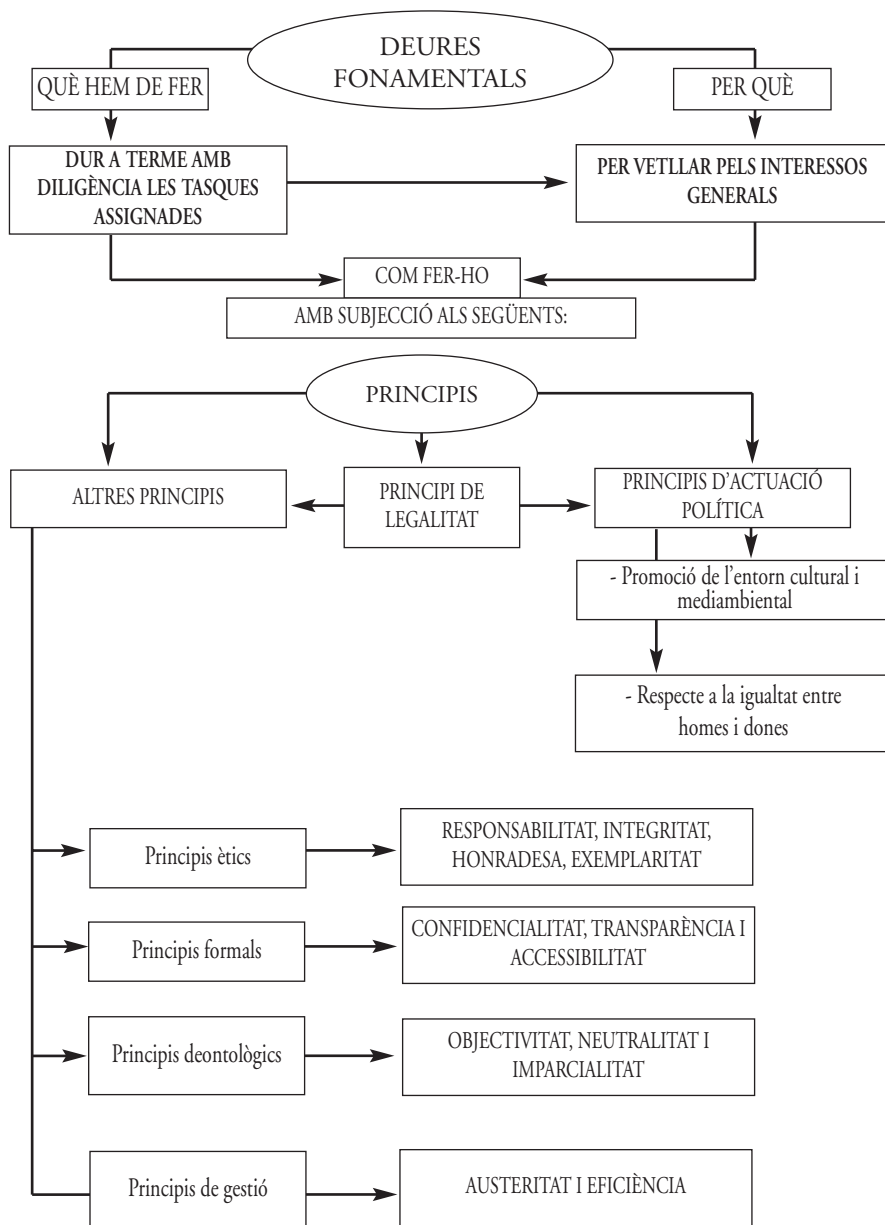 DEURES
FONAMENTALS
QUÈ HEM DE FER
PER QUÈ
DUR A TERME AMB
DILIGÈNCIA LES TASQUES
ASSIGNADES
PER VETLLAR PELS INTERESSOS
GENERALS
COM FER-HO
AMB SUBJECCIÓ ALS SEGÜENTS:
PRINCIPIS
ALTRES PRINCIPIS
PRINCIPI DE
LEGALITAT
PRINCIPIS D’ACTUACIÓ
POLÍTICA
- Promoció de l’entorn cultural i
mediambiental
- Respecte a la igualtat entre
homes i dones
Principis ètics
RESPONSABILITAT, INTEGRITAT,
HONRADESA, EXEMPLARITAT
Principis formals
CONFIDENCIALITAT, TRANSPARÈNCIA I
ACCESSIBILITAT
Principis deontològics
OBJECTIVITAT, NEUTRALITAT I
IMPARCIALITAT
Principis de gestió
AUSTERITAT I EFICIÈNCIA